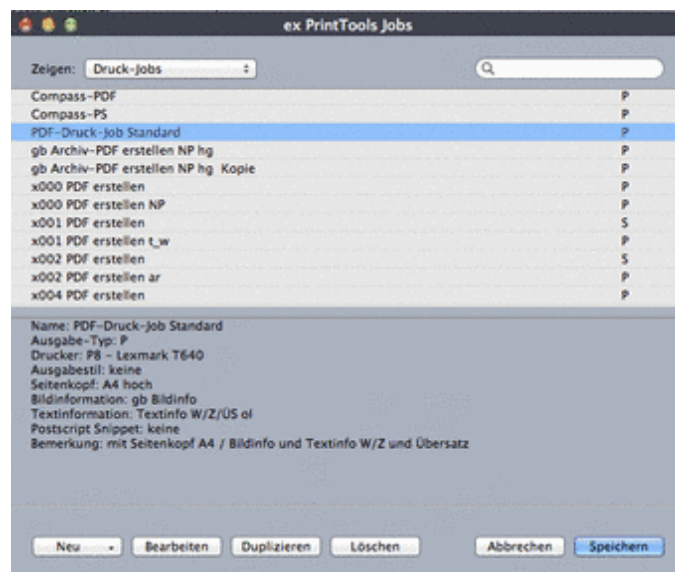 ex PrintTools Jobs
Zeigen: Druck-Jobs
Compass-PDF P
Compass-PS P
PDF-Druck-Job Standard P
gb Archiv-PDF erstellen NP hg P
gb Archiv-PDF erstellen NP hg Kopie P
x000 PDF erstellen P
x000 PDF erstellen NP P
x001 PDF erstellen S
x001 PDF erstellen t_w P
x002 PDF erstellen S
x002 PDF erstellen ar P
x004 PDF erstellen P
Name: PDF-Druck-Job Standard
Ausgabe-Typ: P
Drucker: P8 - Lexmark T640
Ausgabestil: keine
Seitenkopf: A4 hoch
Bildinformation: gb Bildinfo
Textinformation: Textinfo W/Z/ÜS ol
Postscript Snippet: keine
Bemerkung: mit Seitenkopf A4 / Bildinfo und Textinfo W/Z und Übersatz
Neu Bearbeiten Duplizieren Löschen Abbrechen Speichern